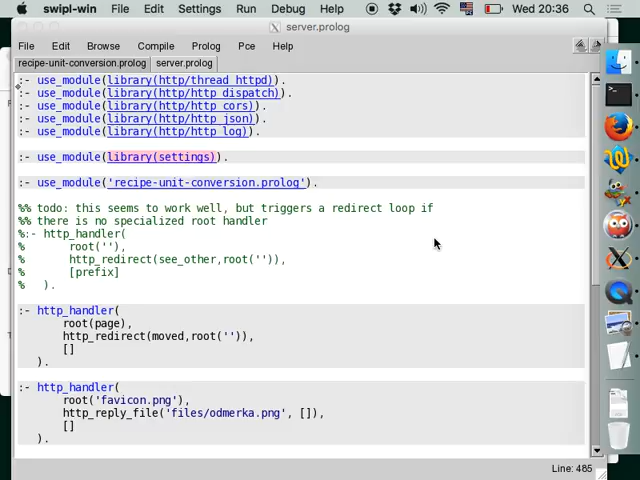 swipl-win File Edit Settings Run Debug Help Wed 20:36
server.prolog
File Edit Browse Compile Prolog Pce Help
recipe-unit-conversion.prolog server.prolog
:- use_module(library(http/thread_httpd)).
:- use_module(library(http/http_dispatch)).
:- use_module(library(http/http_cors)).
:- use_module(library(http/http_json)).
:- use_module(library(http/http_log)).
:- use_module(library(settings)).
:- use_module('recipe-unit-conversion.prolog').
%% todo: this seems to work well, but triggers a redirect loop if
%% there is no specialized root handler
%:- http_handler(
% root(''),
% http_redirect(see_other,root('')),
% [prefix]
% ).
:- http_handler(
root(page),
http_redirect(moved,root('')),
[]
).
:- http_handler(
root('favicon.png'),
http_reply_file('files/odmerka.png', []),
[]
).
Line: 465